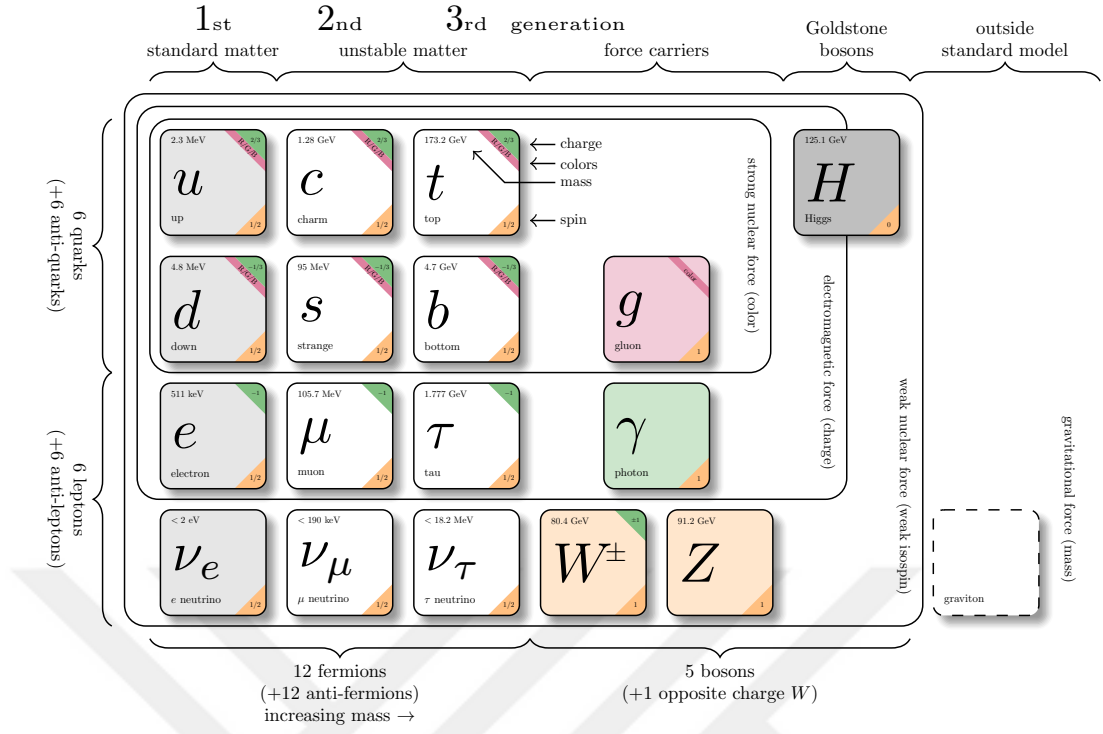 1st 2nd 3rd generation
standard matter
unstable matter
force carriers
Goldstone
bosons
outside
standard model
6 quarks
(+6 anti-quarks)
6 leptons
(+6 anti-leptons)
2.3 MeV
2/3
R/G/B
u
up
1/2
1.28 GeV
2/3
R/G/B
c
charm
1/2
173.2 GeV
2/3
R/G/B
t
top
1/2
charge
colors
mass
spin
strong nuclear force (color)
125.1 GeV
H
Higgs
0
4.8 MeV
−1/3
R/G/B
d
down
1/2
95 MeV
−1/3
R/G/B
s
strange
1/2
4.7 GeV
−1/3
R/G/B
b
bottom
1/2
color
g
gluon
1
electromagnetic force (charge)
511 keV
−1
e
electron
1/2
105.7 MeV
−1
μ
muon
1/2
1.777 GeV
−1
τ
tau
1/2
γ
photon
1
weak nuclear force (weak isospin)
gravitational force (mass)
< 2 eV
νe
e neutrino
1/2
< 190 keV
νμ
μ neutrino
1/2
< 18.2 MeV
ντ
τ neutrino
1/2
80.4 GeV
±1
W±
1
91.2 GeV
Z
1
graviton
12 fermions
(+12 anti-fermions)
increasing mass →
5 bosons
(+1 opposite charge W)